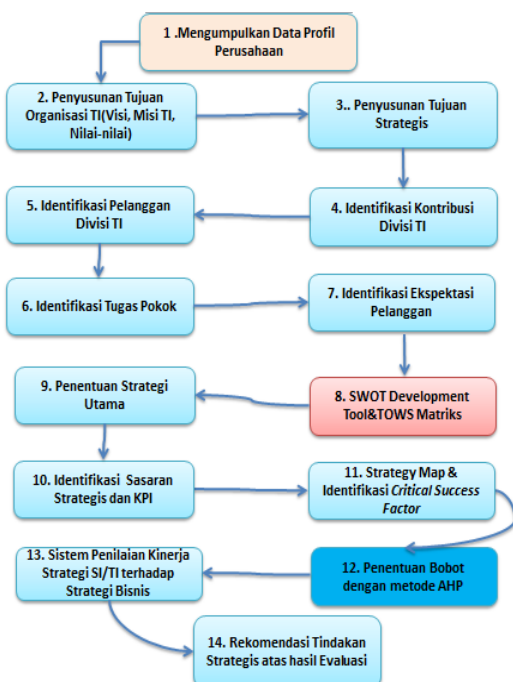 1 .Mengumpulkan Data Profil
Perusahaan
2. Penyusunan Tujuan
Organisasi TI(Visi, Misi TI,
Nilai-nilai)
3.. Penyusunan Tujuan
Strategis
5. Identifikasi Pelanggan
Divisi TI
4. Identifikasi Kontribusi
Divisi TI
6. Identifikasi Tugas Pokok
7. Identifikasi Ekspektasi
Pelanggan
9. Penentuan Strategi
Utama
8. SWOT Development
Tool&TOWS Matriks
10. Identifikasi Sasaran
Strategis dan KPI
11. Strategy Map &
Identifikasi Critical Success
Factor
13. Sistem Penilaian Kinerja
Strategi SI/TI terhadap
Strategi Bisnis
12. Penentuan Bobot
dengan metode AHP
14. Rekomendasi Tindakan
Strategis atas hasil Evaluasi